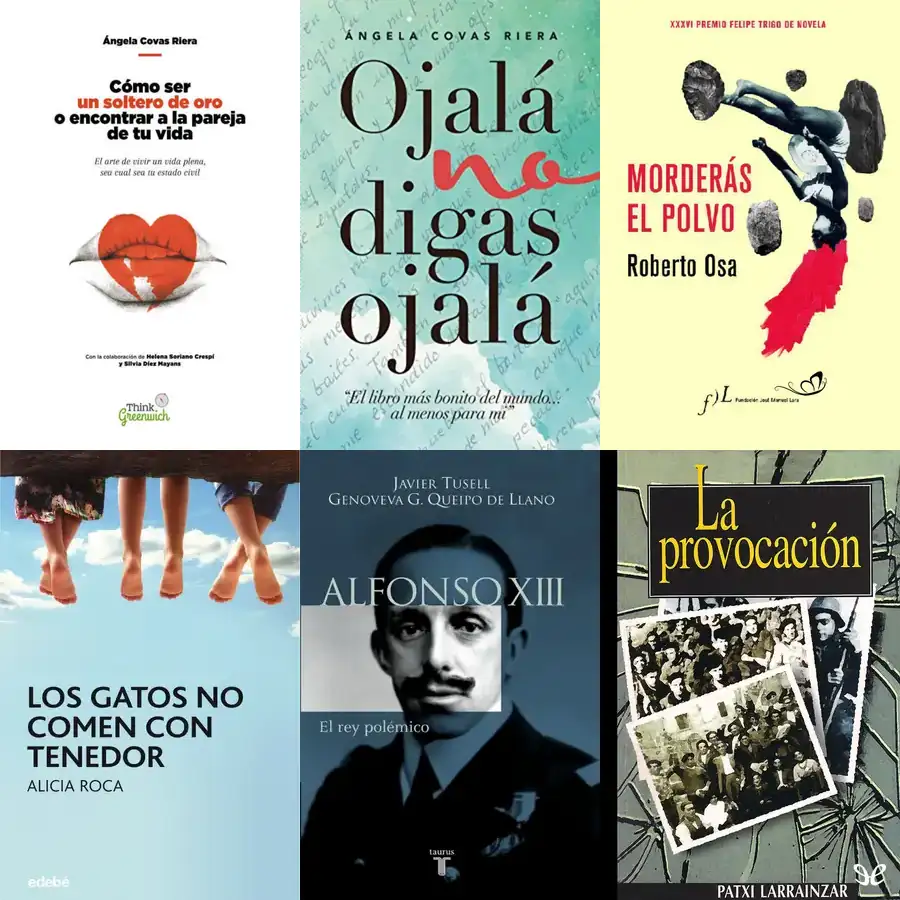 Ángela Covas Riera
Cómo ser
un soltero de oro
o encontrar a la pareja
de tu vida
El arte de vivir un vida plena,
sea cual sea tu estado civil
Con la colaboración de Helena Soriano Crespí
y Silvia Díez Mayans
Think
Greenwich
ÁNGELA COVAS RIERA
Ojalá
no
digas
ojalá
“El libro más bonito del mundo...
al menos para mí”
XXXVI PREMIO FELIPE TRIGO DE NOVELA
MORDERÁS
EL POLVO
Roberto Osa
f)L Fundación José Manuel Lara
LOS GATOS NO
COMEN CON
TENEDOR
ALICIA ROCA
edebé
JAVIER TUSELL
GENOVEVA G. QUEIPO DE LLANO
ALFONSO XIII
El rey polémico
taurus
T
La
provocación
PATXI LARRAINZAR